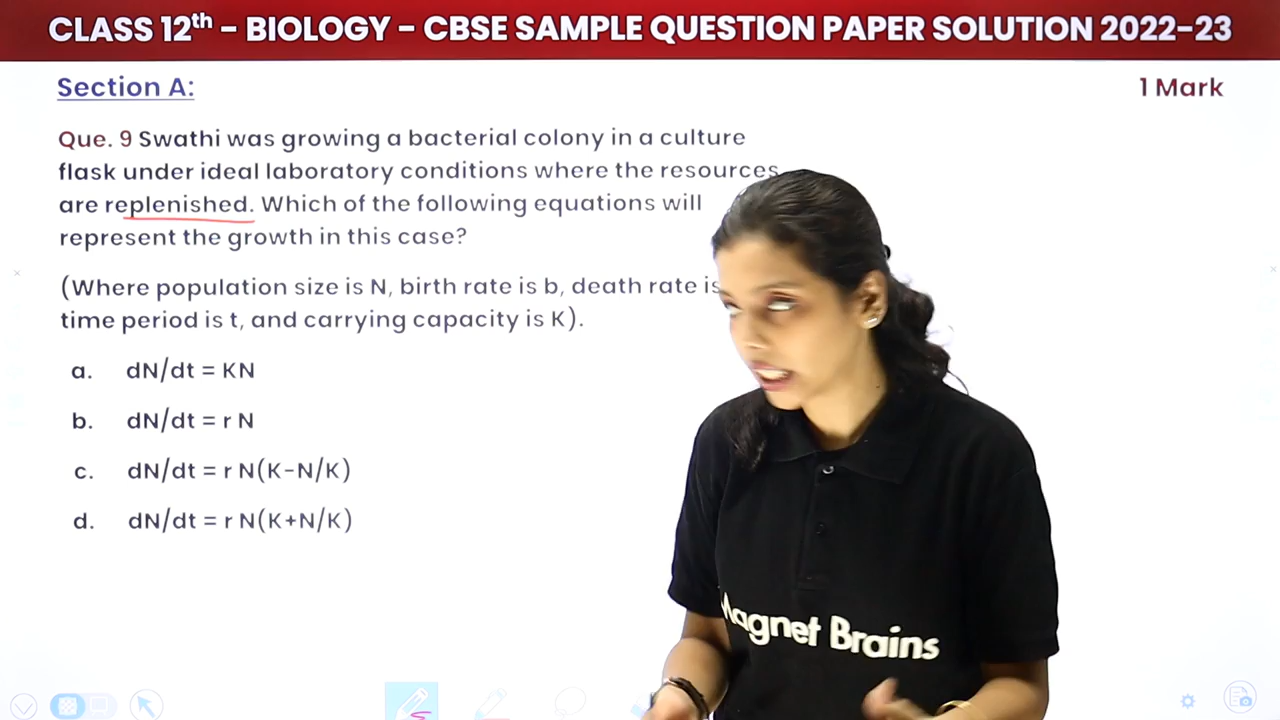 CLASS 12th – BIOLOGY – CBSE SAMPLE QUESTION PAPER SOLUTION 2022–23
Section A:
1 Mark
Que. 9 Swathi was growing a bacterial colony in a culture
flask under ideal laboratory conditions where the resources
are replenished. Which of the following equations will
represent the growth in this case?
(Where population size is N, birth rate is b, death rate is
time period is t, and carrying capacity is K).
a. dN/dt = KN
b. dN/dt = r N
c. dN/dt = r N(K-N/K)
d. dN/dt = r N(K+N/K)
Magnet Brains